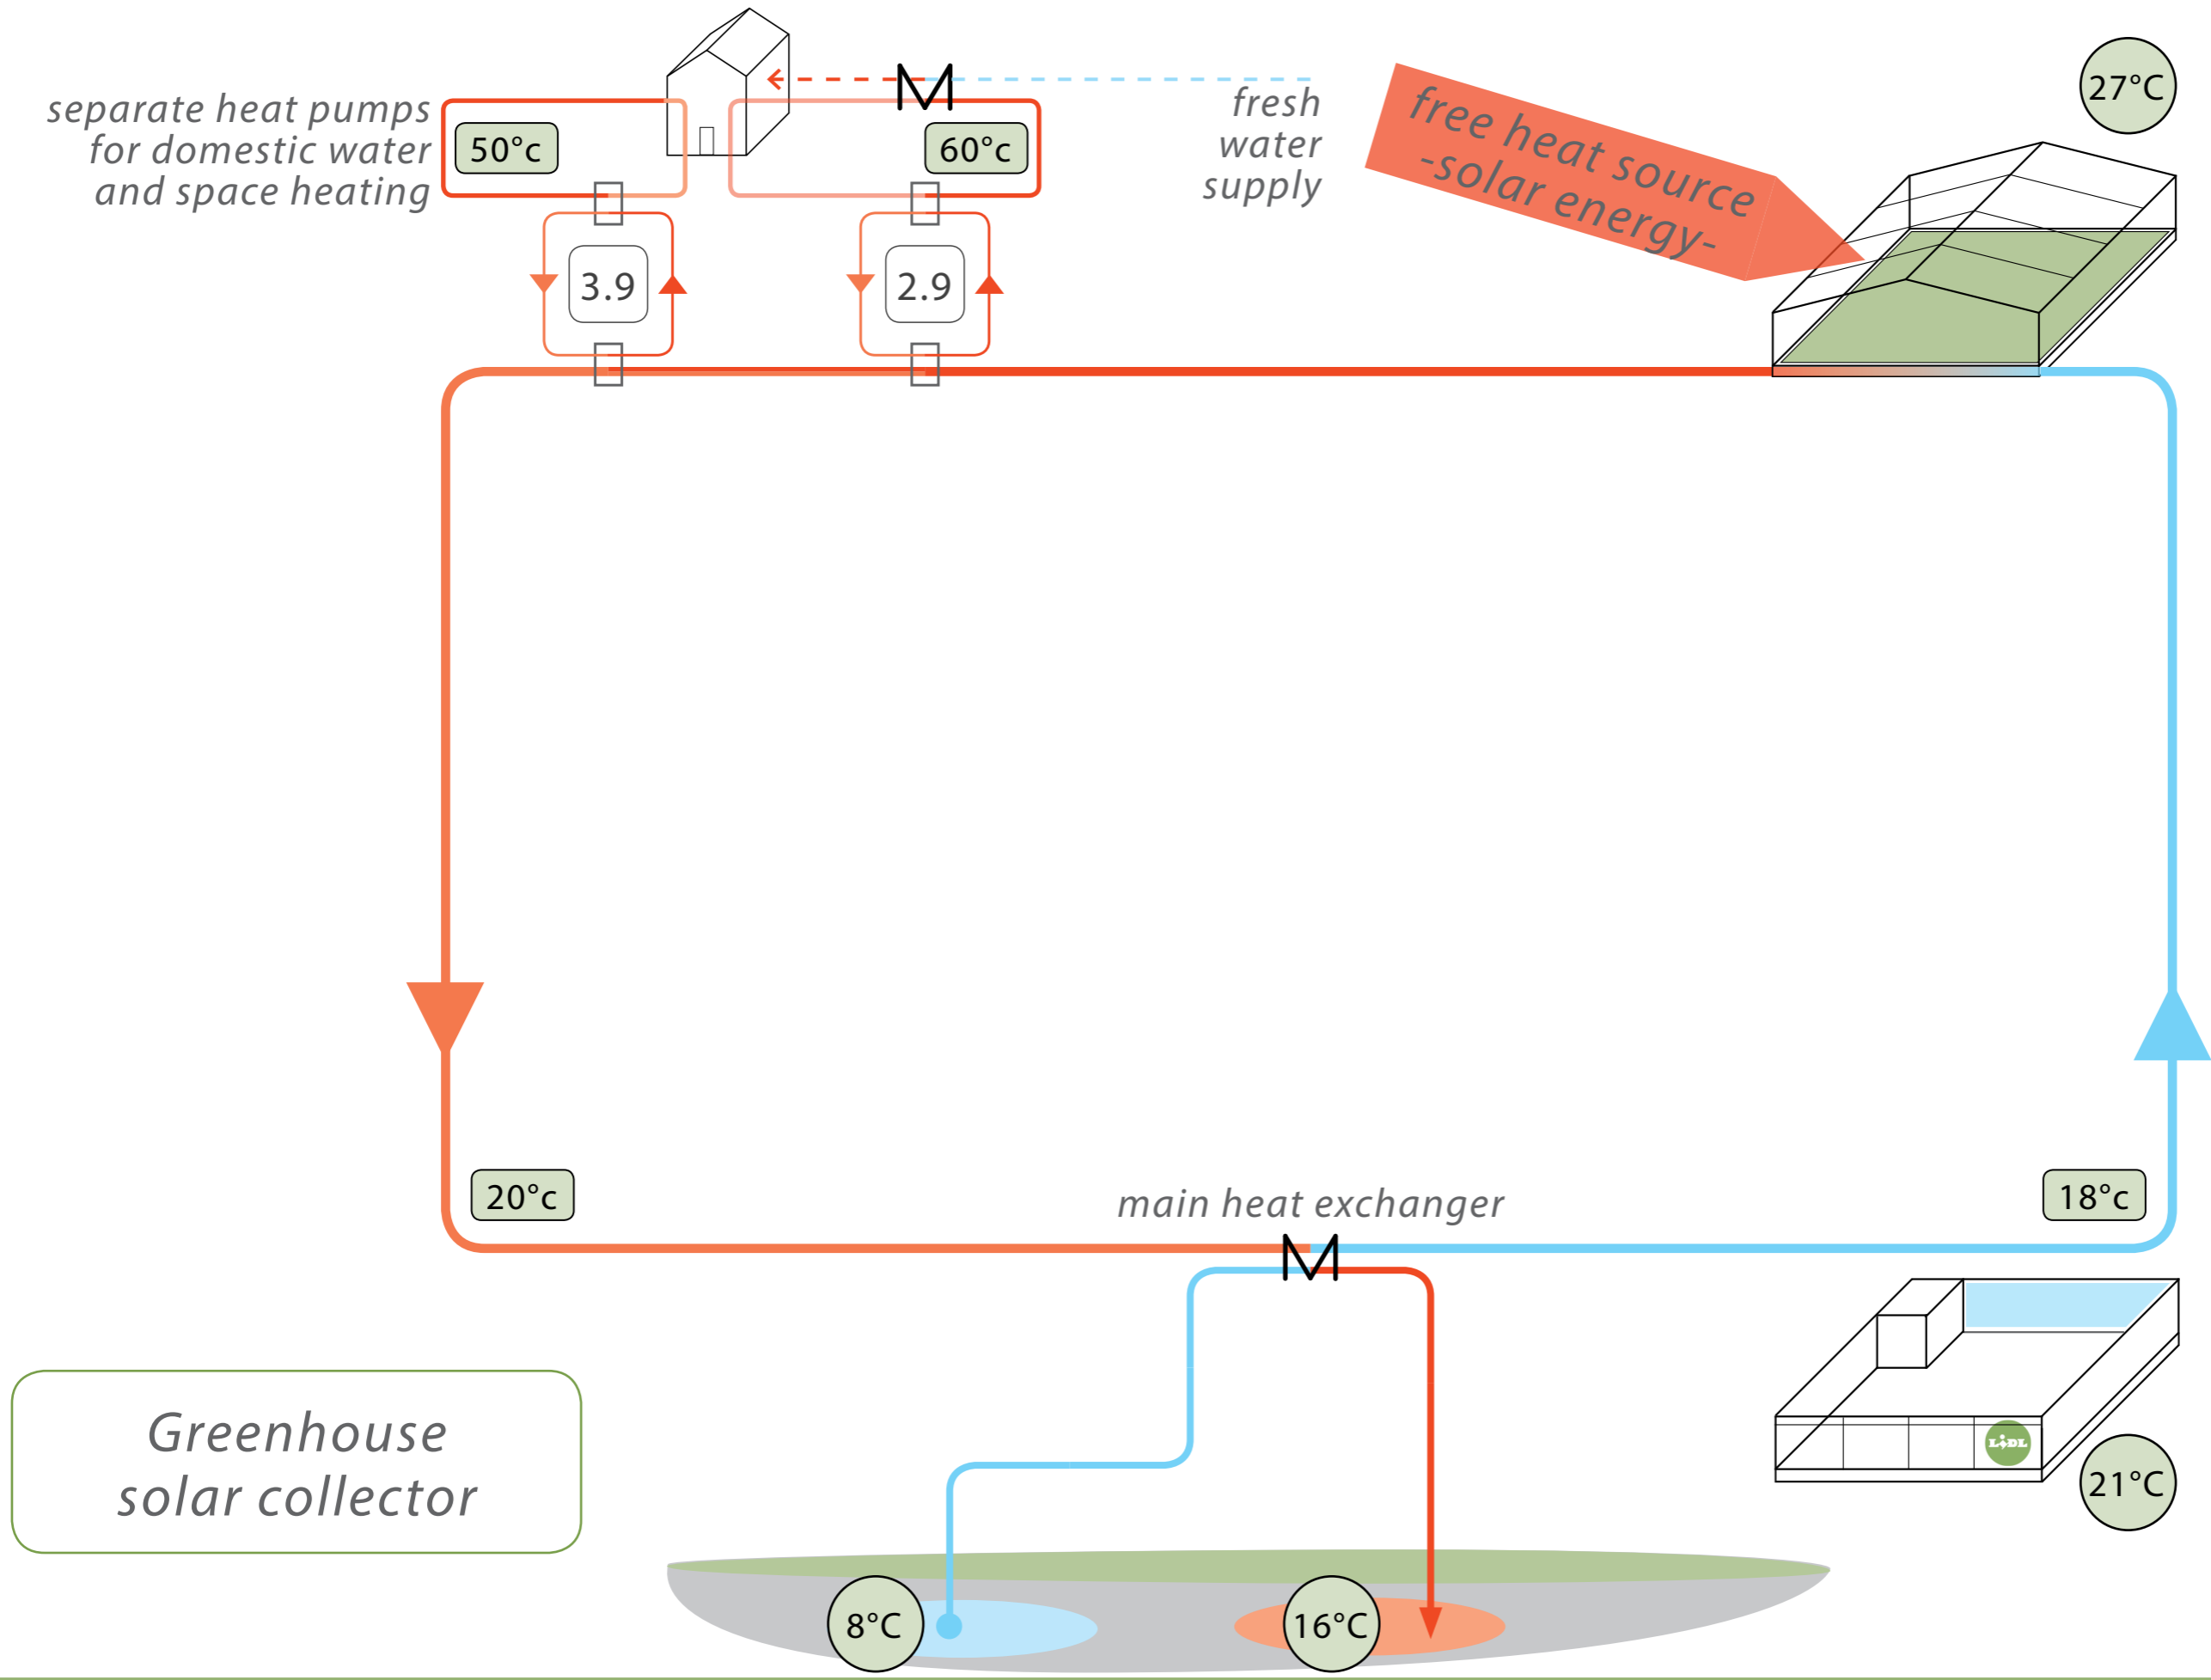 27°C
separate heat pumps
for domestic water
and space heating
50°c
60°c
fresh
water
supply
free heat source
-solar energy-
3.9
2.9
20°c
main heat exchanger
18°c
Greenhouse
solar collector
LiDL
21°C
8°C
16°C